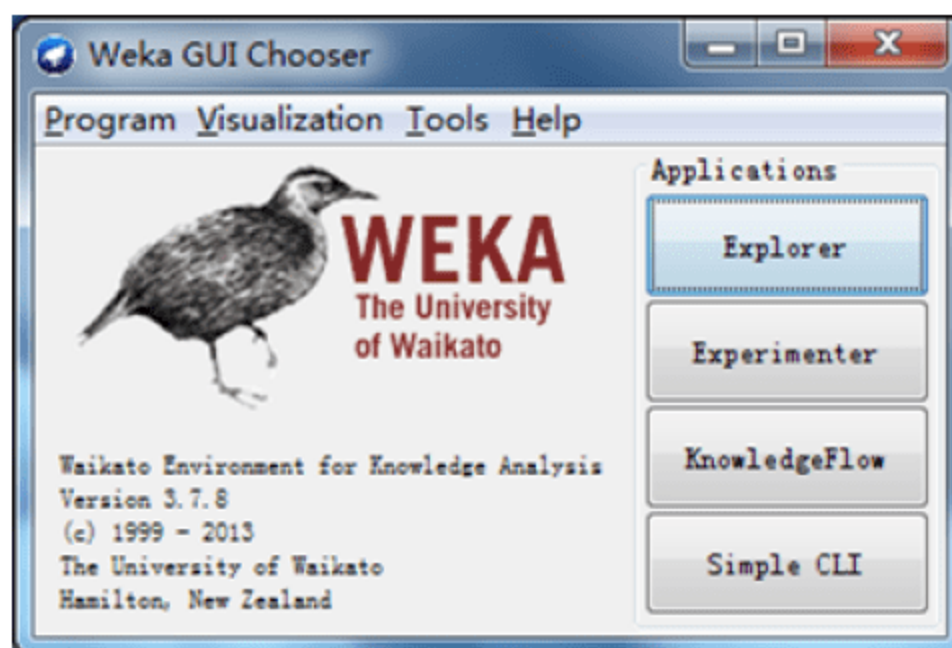 Weka GUI Chooser
Program Visualization Tools Help
WEKA
The University
of Waikato
Waikato Environment for Knowledge Analysis
Version 3.7.8
(c) 1999 - 2013
The University of Waikato
Hamilton, New Zealand
Applications
Explorer
Experimenter
KnowledgeFlow
Simple CLI